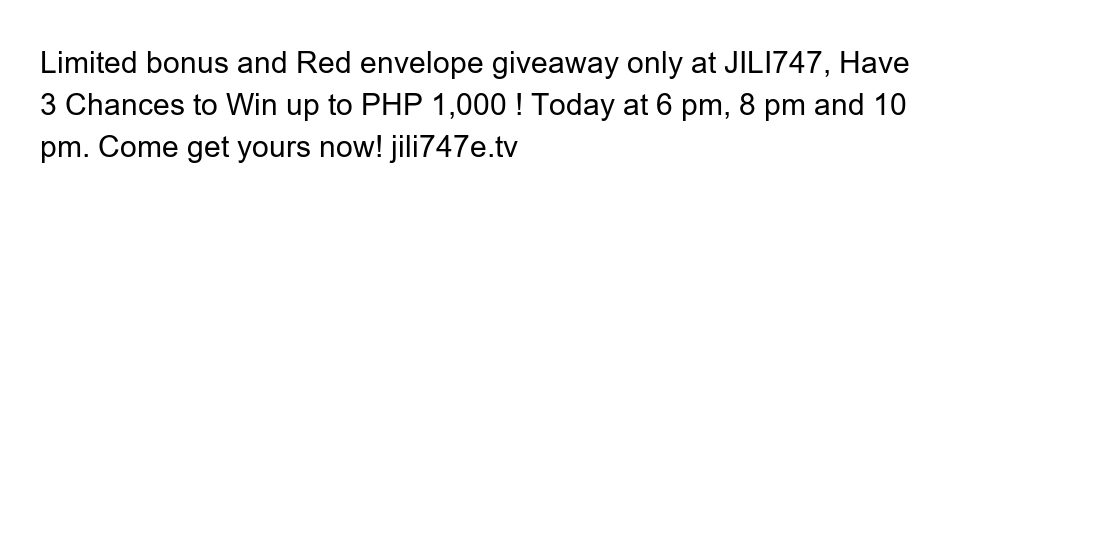 Limited bonus and Red envelope giveaway only at JILI747, Have
3 Chances to Win up to PHP 1,000 ! Today at 6 pm, 8 pm and 10
pm. Come get yours now! jili747e.tv